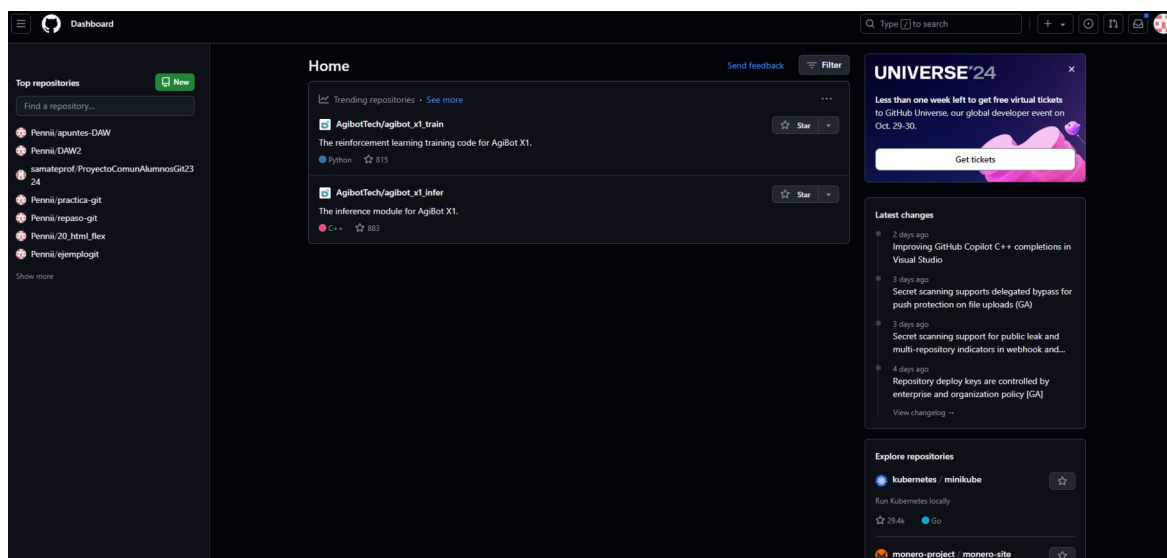 Dashboard
Type / to search
Top repositories
New
Find a repository...
Pennii/apuntes-DAW
Pennii/DAW2
samateprof/ProyectoComunAlumnosGit23
24
Pennii/practica-git
Pennii/repaso-git
Pennii/20_html_flex
Pennii/ejemplogit
Show more
Home
Send feedback
Filter
Trending repositories · See more
AgibotTech/agibot_x1_train
Star
The reinforcement learning training code for AgiBot X1.
Python 815
AgibotTech/agibot_x1_infer
Star
The inference module for AgiBot X1.
C++ 883
UNIVERSE'24
Less than one week left to get free virtual tickets
to GitHub Universe, our global developer event on
Oct. 29-30.
Get tickets
Latest changes
2 days ago
Improving GitHub Copilot C++ completions in
Visual Studio
3 days ago
Secret scanning supports delegated bypass for
push protection on file uploads (GA)
3 days ago
Secret scanning support for public leak and
multi-repository indicators in webhook and...
4 days ago
Repository deploy keys are controlled by
enterprise and organization policy [GA]
View changelog →
Explore repositories
kubernetes / minikube
Run Kubernetes locally
29.4k Go
monero-project / monero-site